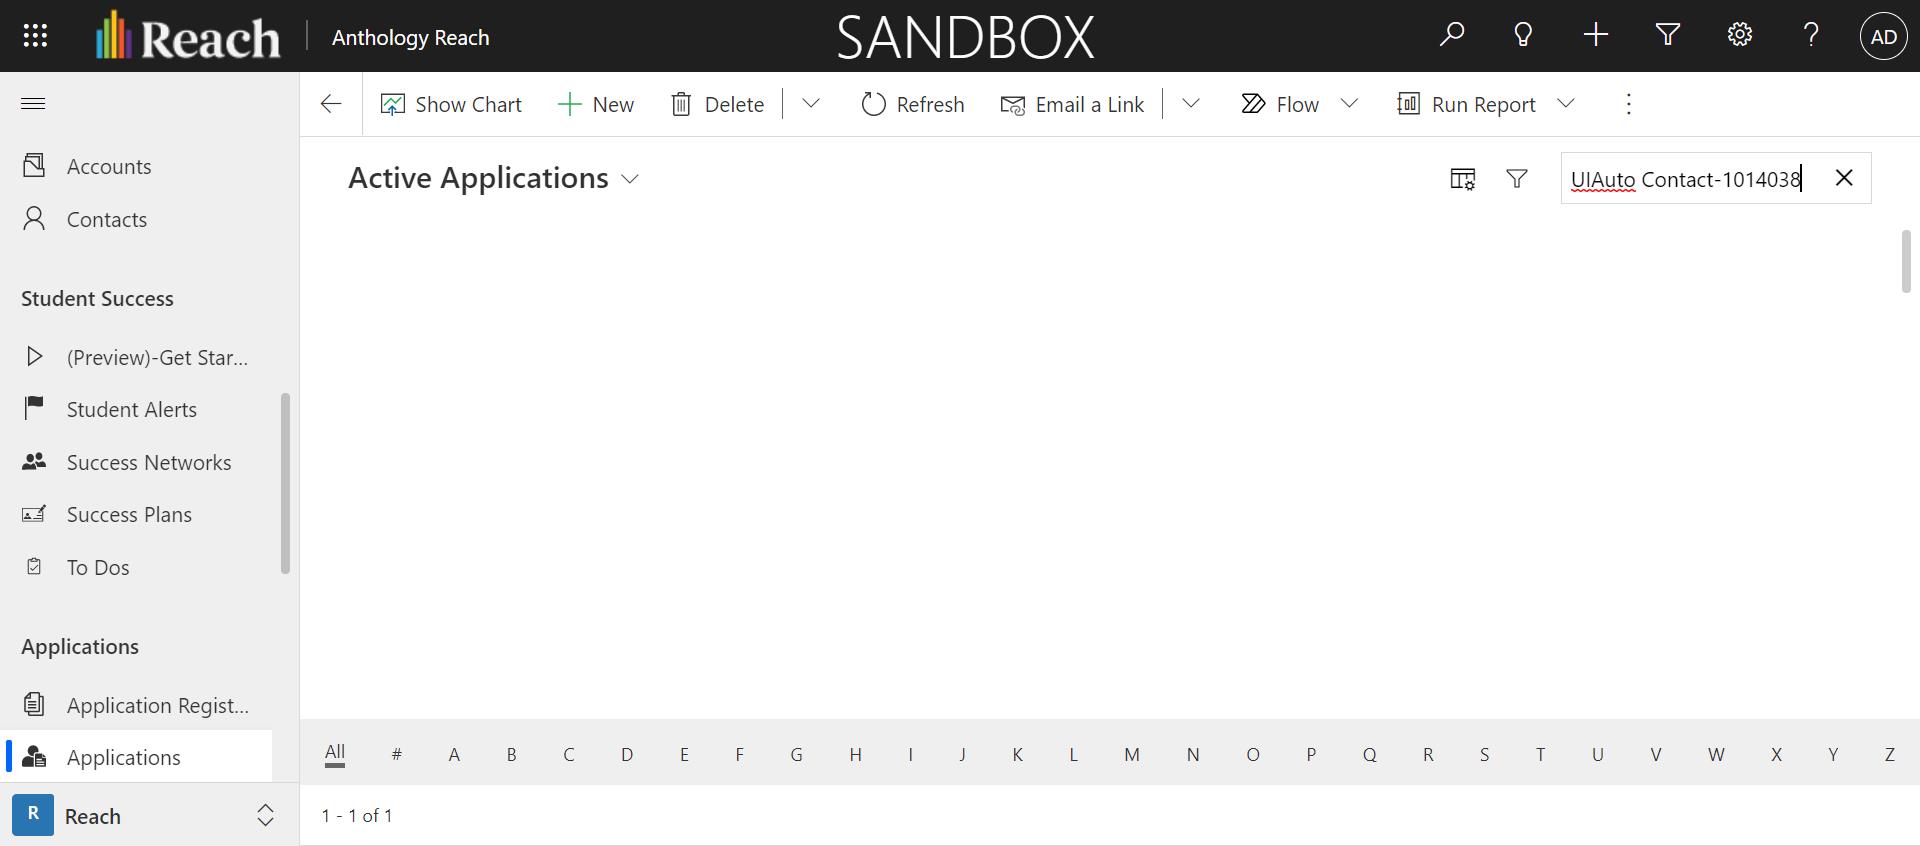 Reach
Anthology Reach
SANDBOX
?
AD
Show Chart
New
Delete
Refresh
Email a Link
Flow
Run Report
Accounts
Contacts
Student Success
(Preview)-Get Star...
Student Alerts
Success Networks
Success Plans
To Dos
Applications
Application Regist...
Applications
R
Reach
Active Applications
UIAuto Contact-1014038
All # A B C D E F G H I J K L M N O P Q R S T U V W X Y Z
1 - 1 of 1